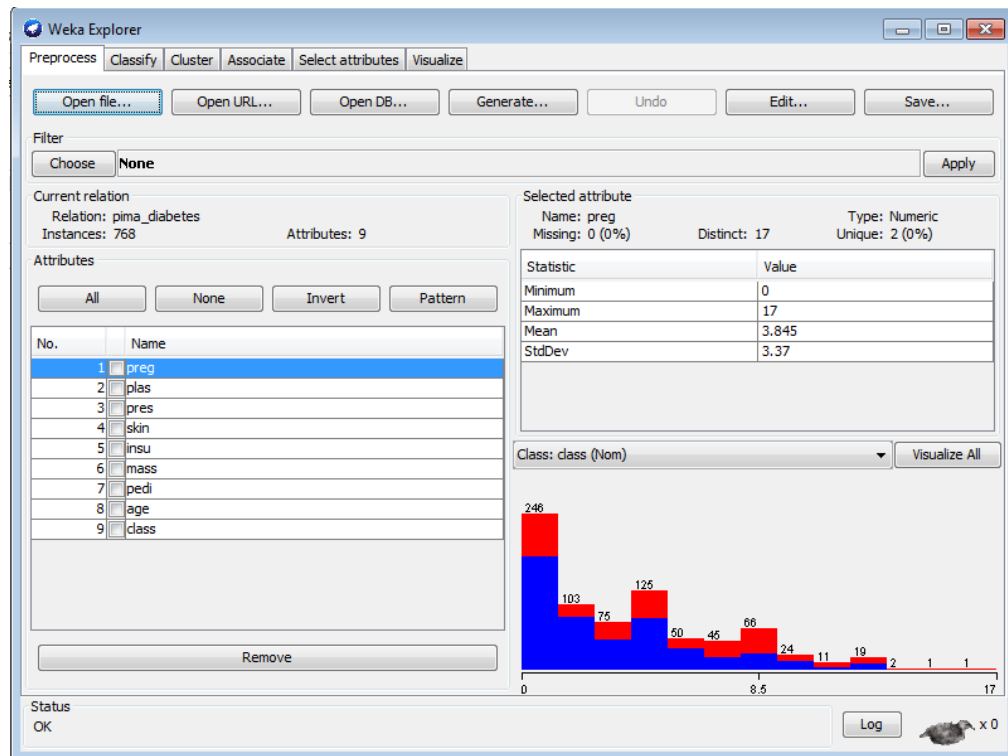 Weka Explorer
Preprocess Classify Cluster Associate Select attributes Visualize
Open file... Open URL... Open DB... Generate... Undo Edit... Save...
Filter
Choose None Apply
Current relation
Relation: pima_diabetes
Instances: 768 Attributes: 9
Attributes
All None Invert Pattern
No. Name
1 preg
2 plas
3 pres
4 skin
5 insu
6 mass
7 pedi
8 age
9 class
Remove
Selected attribute
Name: preg Type: Numeric
Missing: 0 (0%) Distinct: 17 Unique: 2 (0%)
Statistic Value
Minimum 0
Maximum 17
Mean 3.845
StdDev 3.37
Class: class (Nom) Visualize All
246 103 75 125 50 45 66 24 11 19 2 1 1
0 8.5 17
Status
OK Log x 0